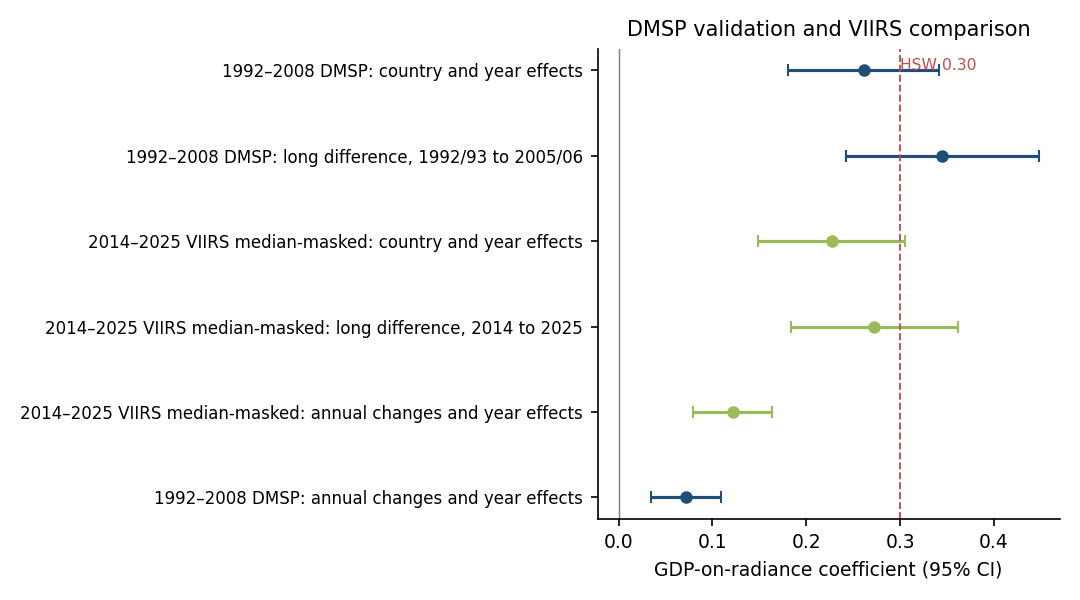 DMSP validation and VIIRS comparison
1992–2008 DMSP: country and year effects
HSW 0.30
1992–2008 DMSP: long difference, 1992/93 to 2005/06
2014–2025 VIIRS median-masked: country and year effects
2014–2025 VIIRS median-masked: long difference, 2014 to 2025
2014–2025 VIIRS median-masked: annual changes and year effects
1992–2008 DMSP: annual changes and year effects
0.0 0.1 0.2 0.3 0.4
GDP-on-radiance coefficient (95% CI)